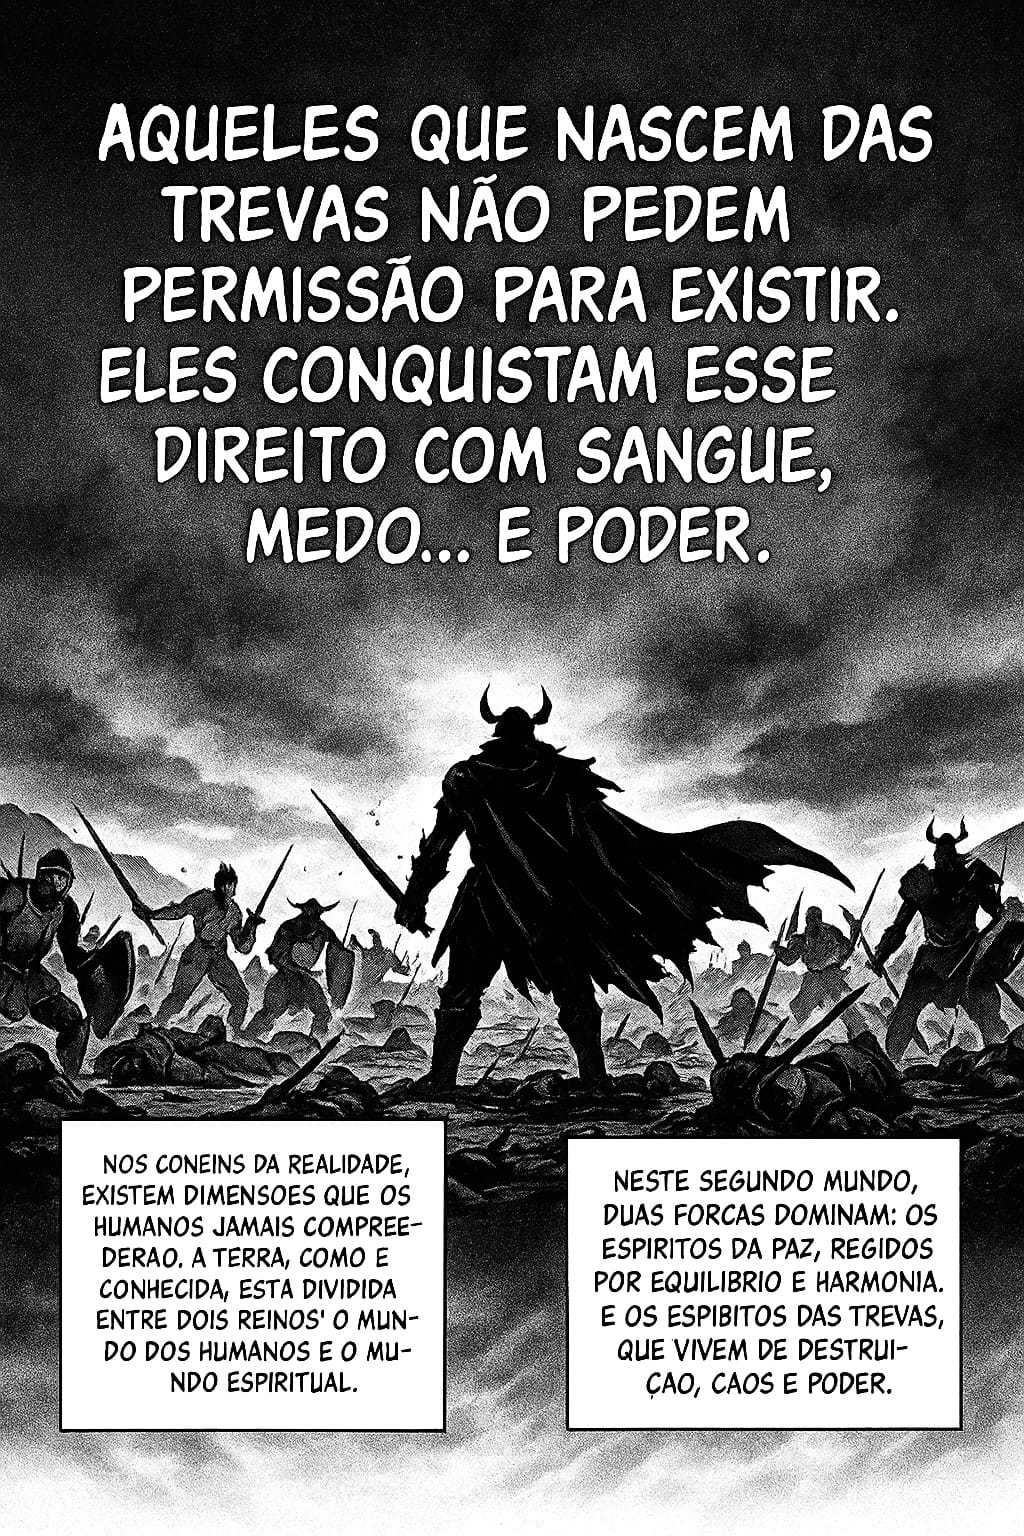 AQUELES QUE NASCEM DAS
TREVAS NÃO PEDEM
PERMISSÃO PARA EXISTIR.
ELES CONQUISTAM ESSE
DIREITO COM SANGUE,
MEDO... E PODER.
NOS CONEINS DA REALIDADE,
EXISTEM DIMENSOES QUE OS
HUMANOS JAMAIS COMPREE-
DERAO. A TERRA, COMO E
CONHECIDA, ESTA DIVIDIDA
ENTRE DOIS REINOS' O MUN-
DO DOS HUMANOS E O MU-
NDO ESPIRITUAL.
NESTE SEGUNDO MUNDO,
DUAS FORCAS DOMINAM: OS
ESPIRITOS DA PAZ, REGIDOS
POR EQUILIBRIO E HARMONIA.
E OS ESPIBITOS DAS TREVAS,
QUE VIVEM DE DESTRUI-
ÇAO, CAOS E PODER.